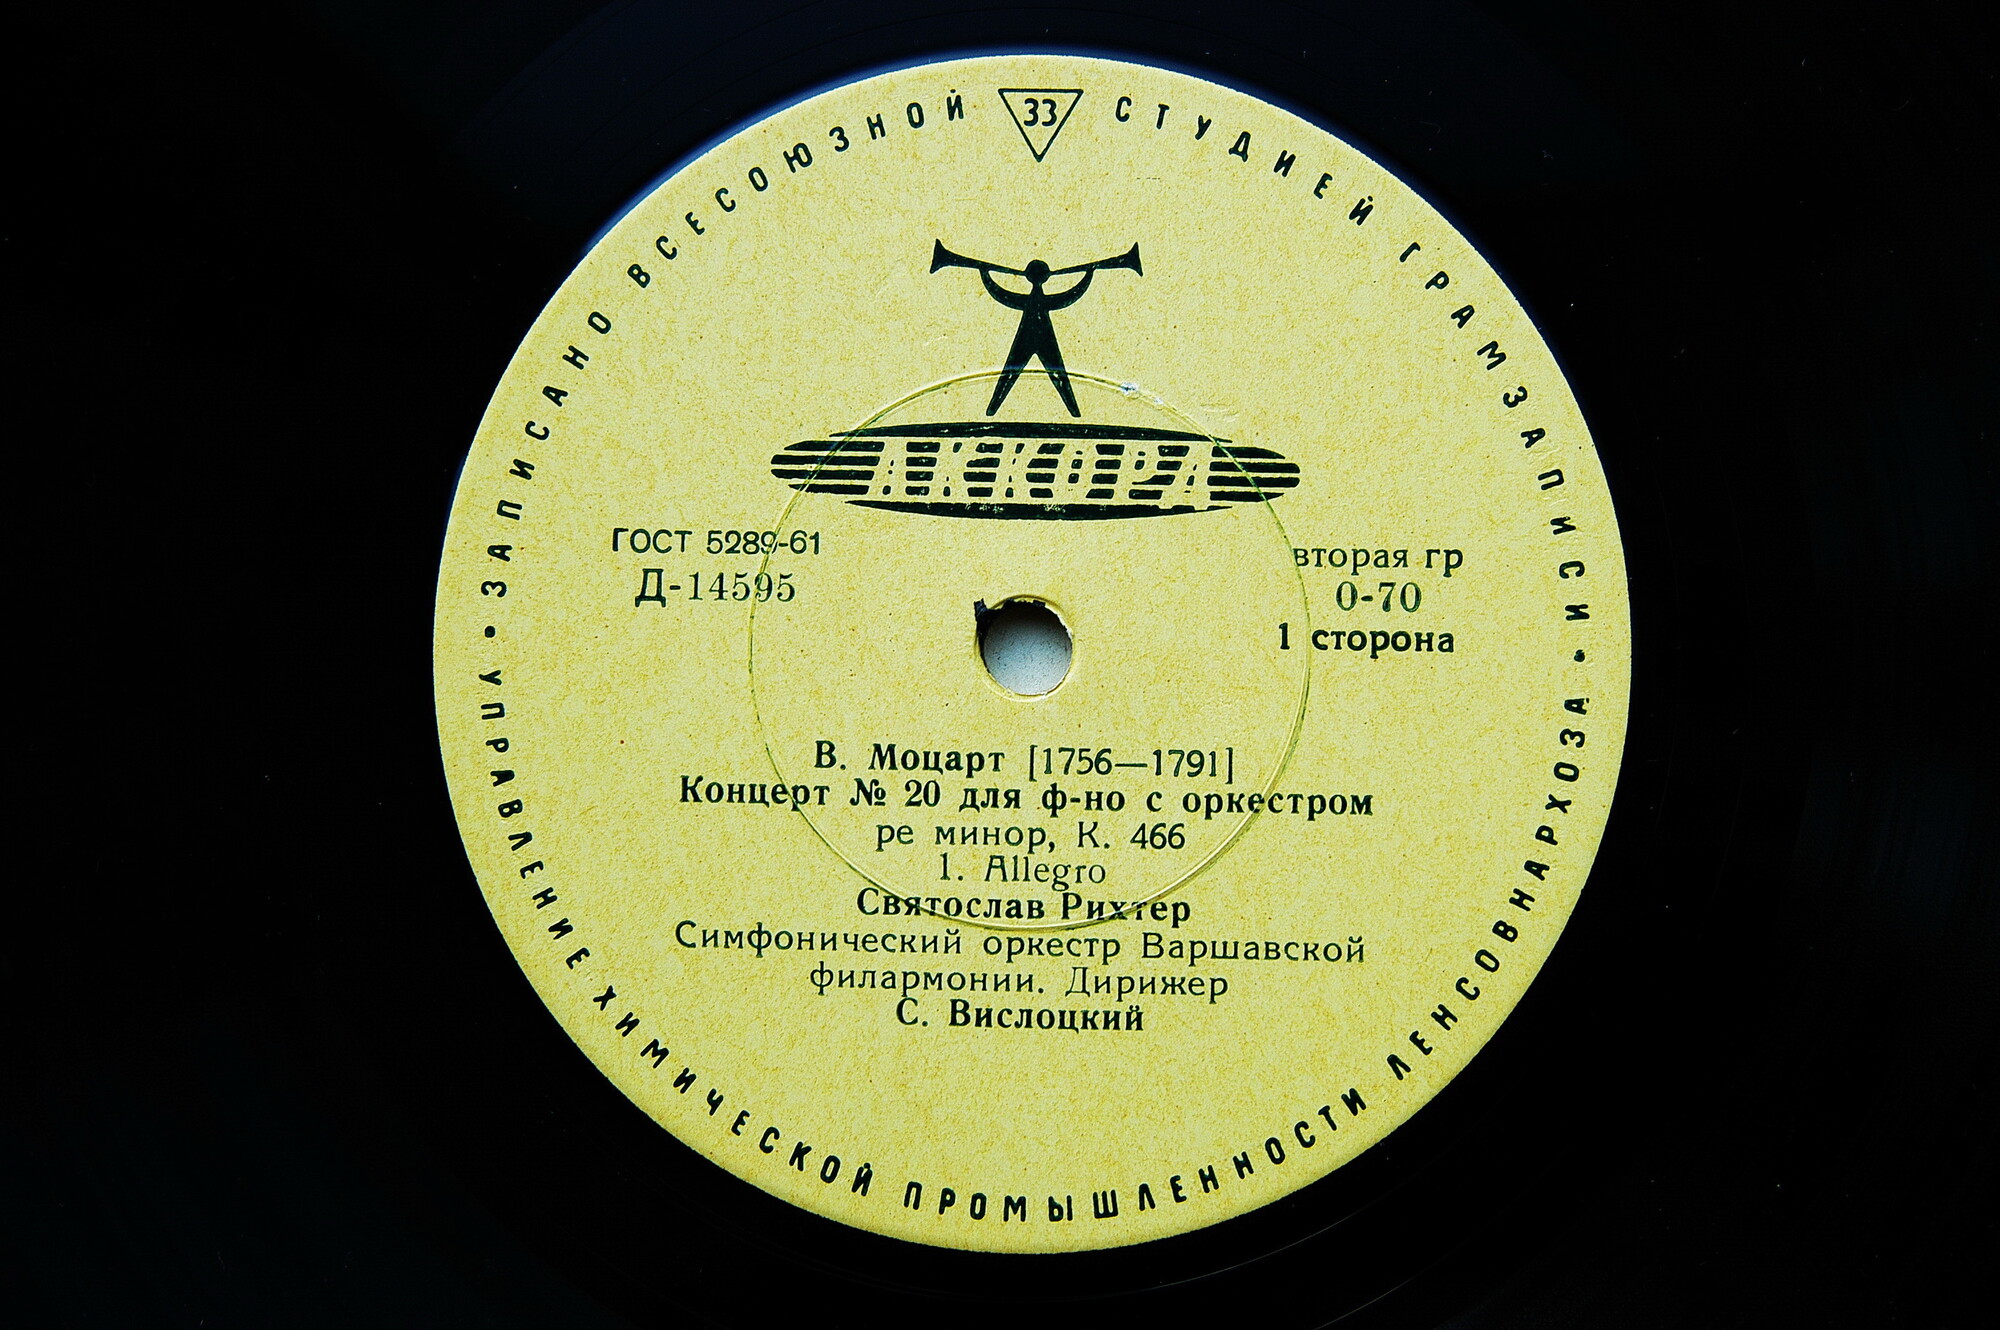 ЗАПИСАНО ВСЕСОЮЗНОЙ СТУДИЕЙ ГРАМЗАПИСИ
33
АККОРД
ГОСТ 5289-61
Д-14595
вторая гр
0-70
1 сторона
В. Моцарт [1756—1791]
Концерт № 20 для ф-но с оркестром
ре минор, К. 466
1. Allegro
Святослав Рихтер
Симфонический оркестр Варшавской
филармонии. Дирижер
С. Вислоцкий
УПРАВЛЕНИЕ ХИМИЧЕСКОЙ ПРОМЫШЛЕННОСТИ ЛЕНСОВНАРХОЗА